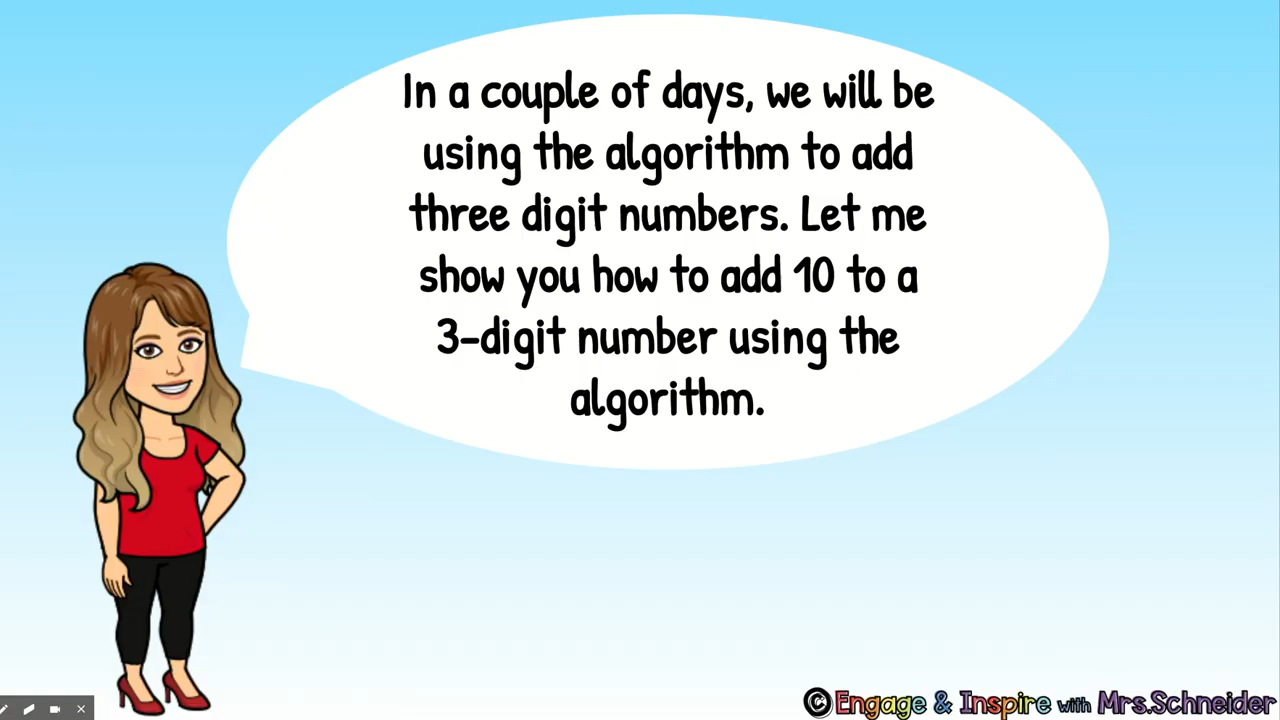 In a couple of days, we will be
using the algorithm to add
three digit numbers. Let me
show you how to add 10 to a
3-digit number using the
algorithm.
© Engage & Inspire with Mrs.Schneider